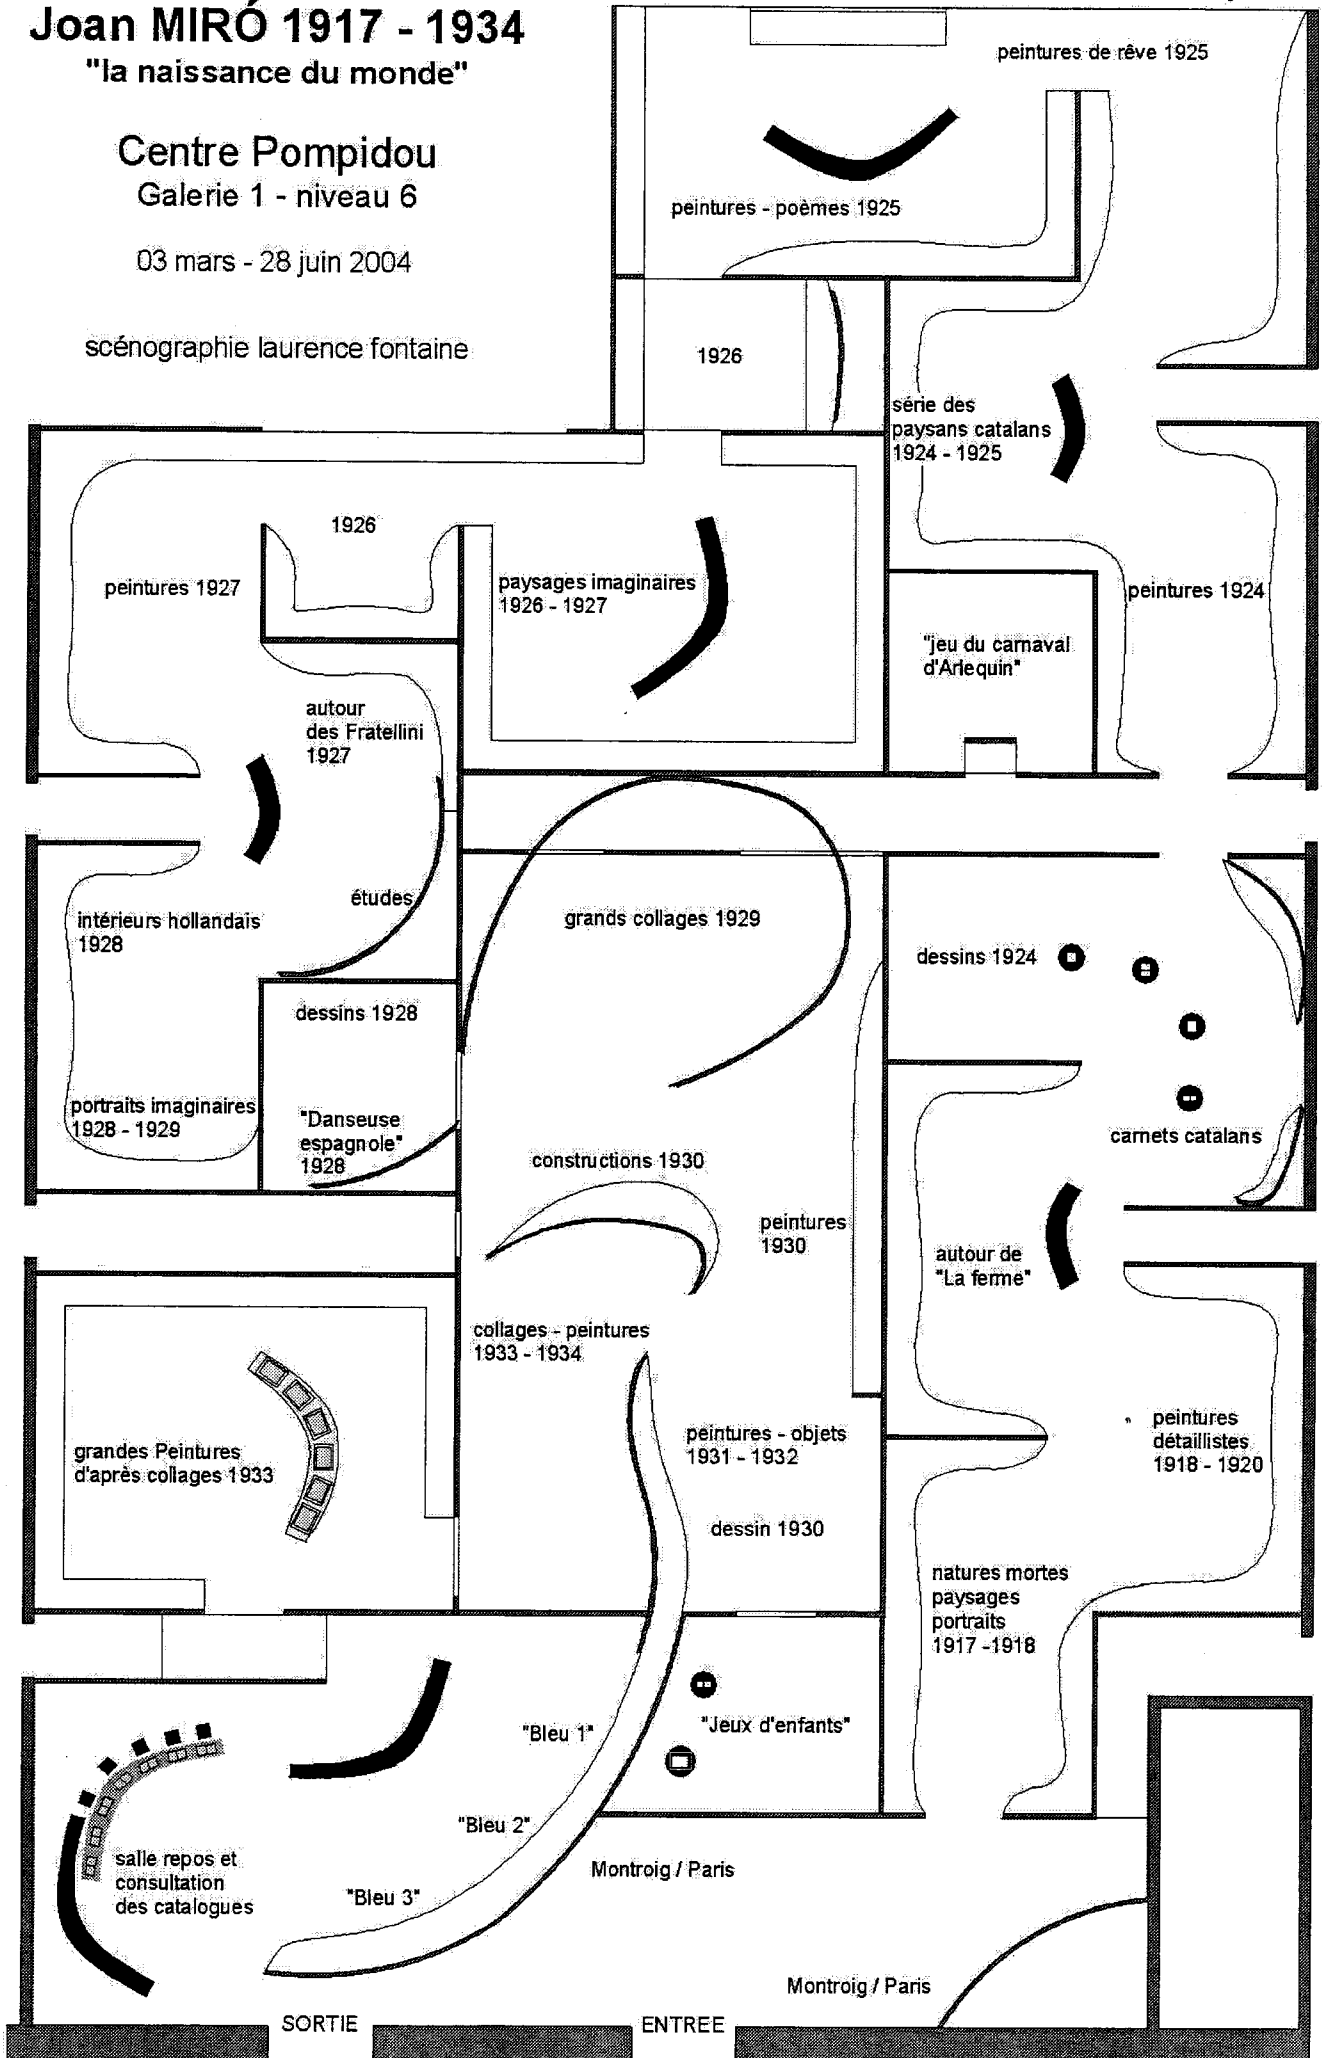 Joan MIRÓ 1917 - 1934
"la naissance du monde"
Centre Pompidou
Galerie 1 - niveau 6
03 mars - 28 juin 2004
scénographie laurence fontaine
peintures de rêve 1925
peintures - poèmes 1925
1926
série des
paysans catalans
1924 - 1925
1926
peintures 1927
paysages imaginaires
1926 - 1927
peintures 1924
"jeu du carnaval
d'Arlequin"
autour
des Fratellini
1927
études
intérieurs hollandais
1928
grands collages 1929
dessins 1924
dessins 1928
portraits imaginaires
1928 - 1929
"Danseuse
espagnole"
1928
carnets catalans
constructions 1930
peintures
1930
autour de
"La ferme"
collages - peintures
1933 - 1934
grandes Peintures
d'après collages 1933
peintures - objets
1931 - 1932
peintures
détaillistes
1918 - 1920
dessin 1930
natures mortes
paysages
portraits
1917 -1918
"Bleu 1"
"Jeux d'enfants"
"Bleu 2"
salle repos et
consultation
des catalogues
"Bleu 3"
Montroig / Paris
Montroig / Paris
SORTIE
ENTREE